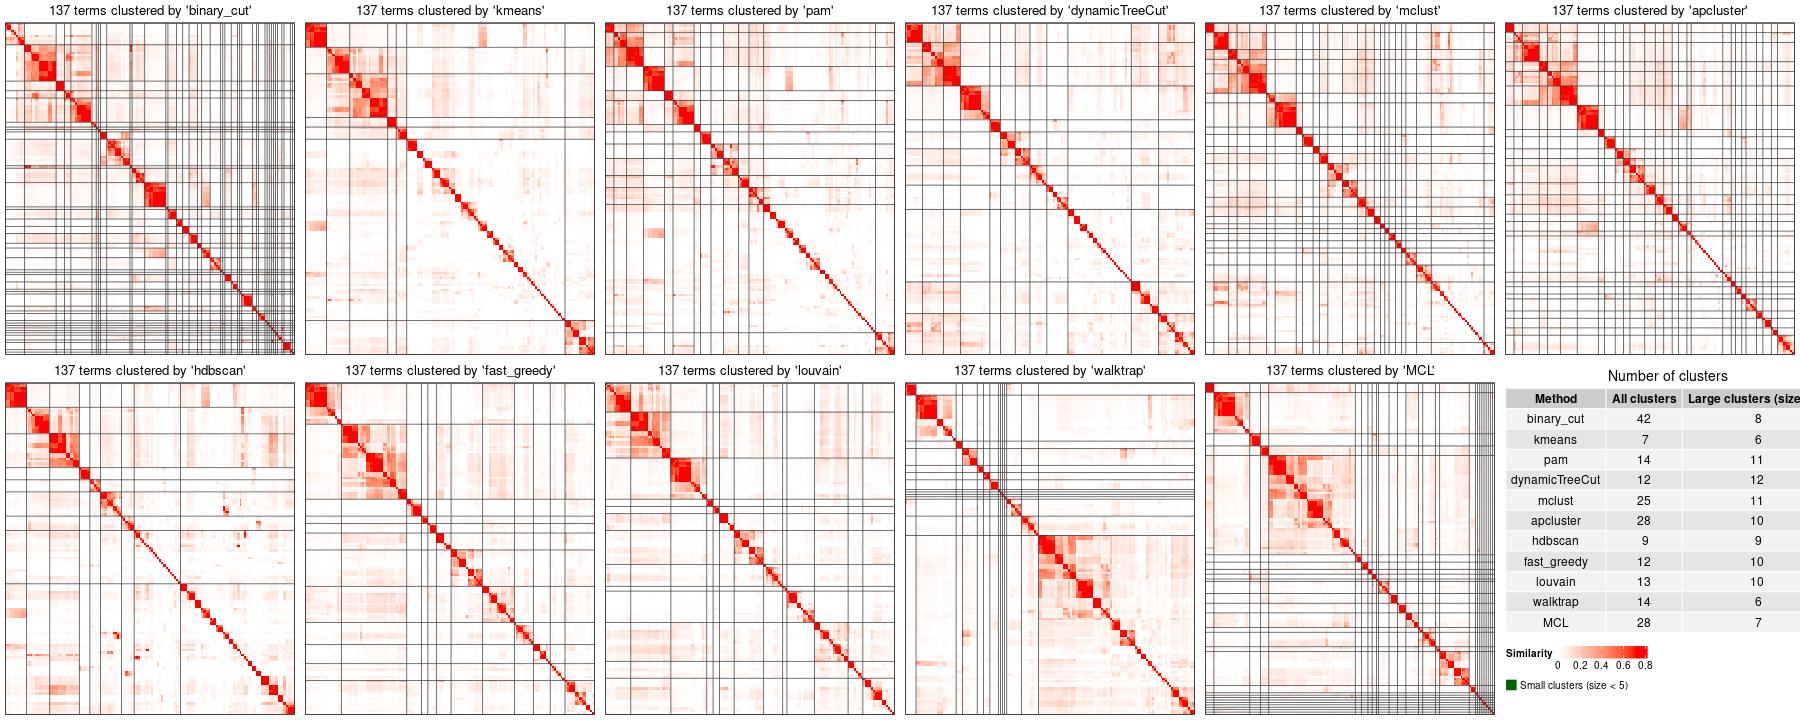 137 terms clustered by 'binary_cut'
137 terms clustered by 'kmeans'
137 terms clustered by 'pam'
137 terms clustered by 'dynamicTreeCut'
137 terms clustered by 'mclust'
137 terms clustered by 'apcluster'
137 terms clustered by 'hdbscan'
137 terms clustered by 'fast_greedy'
137 terms clustered by 'louvain'
137 terms clustered by 'walktrap'
137 terms clustered by 'MCL'
Number of clusters
Method All clusters Large clusters (size
binary_cut 42 8
kmeans 7 6
pam 14 11
dynamicTreeCut 12 12
mclust 25 11
apcluster 28 10
hdbscan 9 9
fast_greedy 12 10
louvain 13 10
walktrap 14 6
MCL 28 7
Similarity
0 0.2 0.4 0.6 0.8
Small clusters (size < 5)